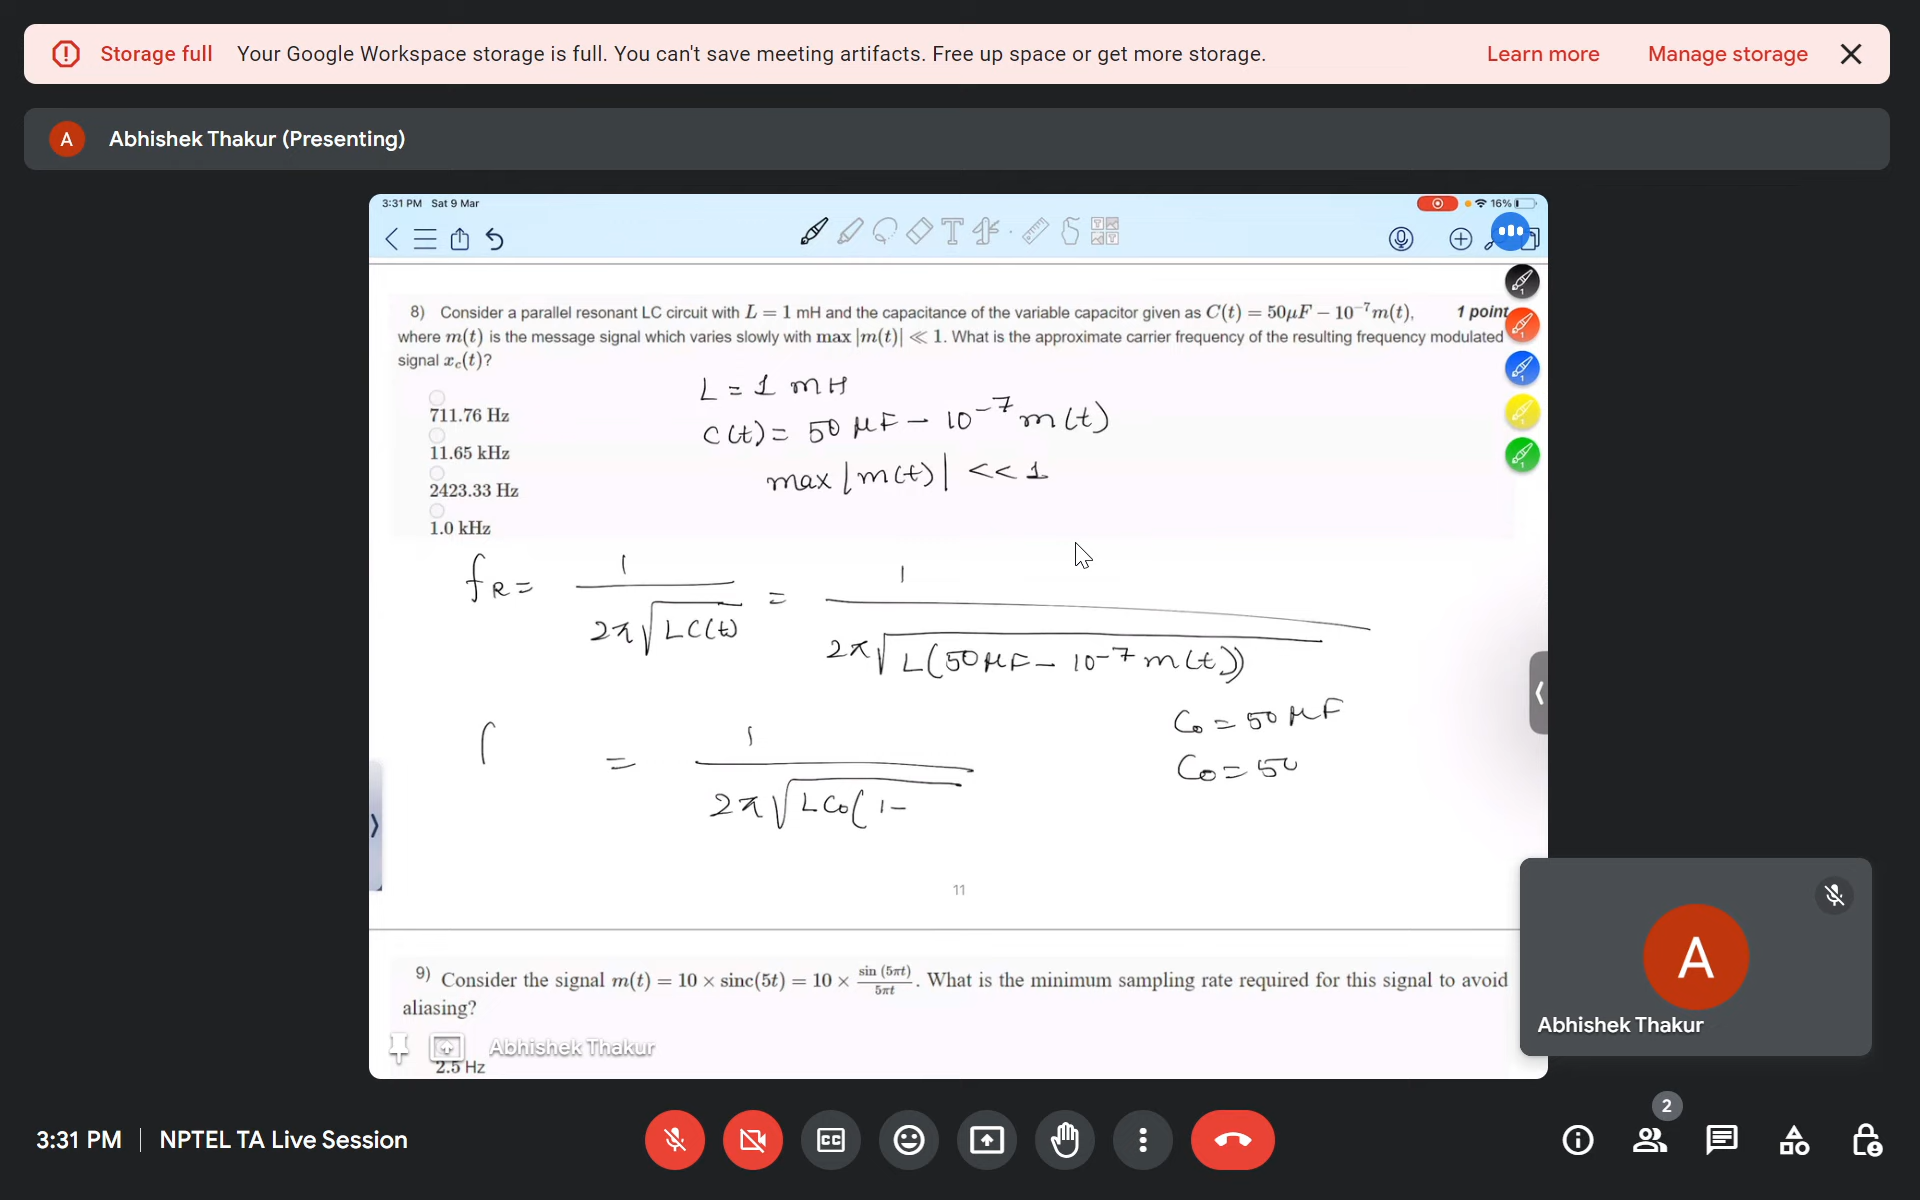 Storage full Your Google Workspace storage is full. You can't save meeting artifacts. Free up space or get more storage. Learn more Manage storage
A Abhishek Thakur (Presenting)
3:31 PM Sat 9 Mar 16%
8) Consider a parallel resonant LC circuit with L = 1 mH and the capacitance of the variable capacitor given as C(t) = 50μF − 10⁻⁷m(t), 1 point
where m(t) is the message signal which varies slowly with max |m(t)| ≪ 1. What is the approximate carrier frequency of the resulting frequency modulated
signal x_c(t)?
711.76 Hz
11.65 kHz
2423.33 Hz
1.0 kHz
L = 1 mH
C(t) = 50 μF − 10⁻⁷ m(t)
max |m(t)| << 1
f_R = 1 / 2π√LC(t) = 1 / 2π√L(50 μF − 10⁻⁷ m(t))
C₀ = 50 μF
C₀ = 50
= 1 / 2π√LC₀(1−
11
9) Consider the signal m(t) = 10 × sinc(5t) = 10 × sin (5πt) / 5πt. What is the minimum sampling rate required for this signal to avoid
aliasing?
Abhishek Thakur
2.5 Hz
A
Abhishek Thakur
3:31 PM NPTEL TA Live Session
CC
2